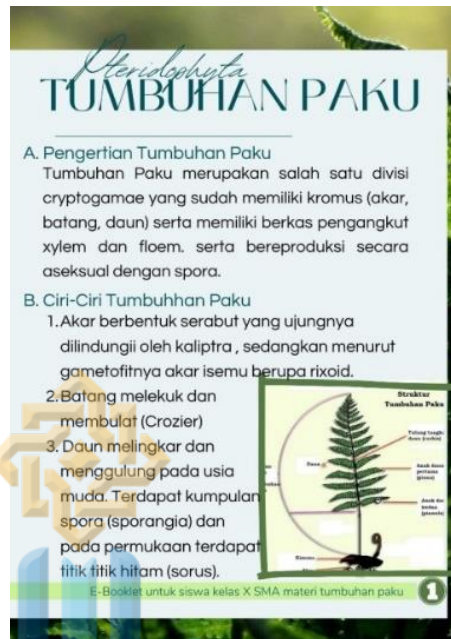 Pteridophyta
TUMBUHAN PAKU
A. Pengertian Tumbuhan Paku
Tumbuhan Paku merupakan salah satu divisi
cryptogamae yang sudah memiliki kromus (akar,
batang, daun) serta memiliki berkas pengangkut
xylem dan floem. serta bereproduksi secara
aseksual dengan spora.
B. Ciri-Ciri Tumbuhhan Paku
1. Akar berbentuk serabut yang ujungnya
dilindungii oleh kaliptra , sedangkan menurut
gametofitnya akar isemu berupa rixoid.
2. Batang melekuk dan
membulat (Crozier)
3. Daun melingkar dan
menggulung pada usia
muda. Terdapat kumpulan
spora (sporangia) dan
pada permukaan terdapat
titik titik hitam (sorus).
Struktur
Tumbuhan Paku
E-Booklet untuk siswa kelas X SMA materi tumbuhan paku
1